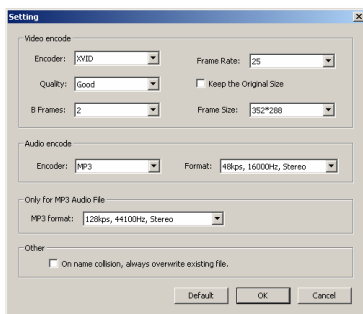 Setting
Video encode
Encoder: XVID
Frame Rate: 25
Quality: Good
Keep the Original Size
B Frames: 2
Frame Size: 352*288
Audio encode
Encoder: MP3
Format: 48kps, 16000Hz, Stereo
Only for MP3 Audio File
MP3 format: 128kps, 44100Hz, Stereo
Other
On name collision, always overwrite existing file.
Default
OK
Cancel